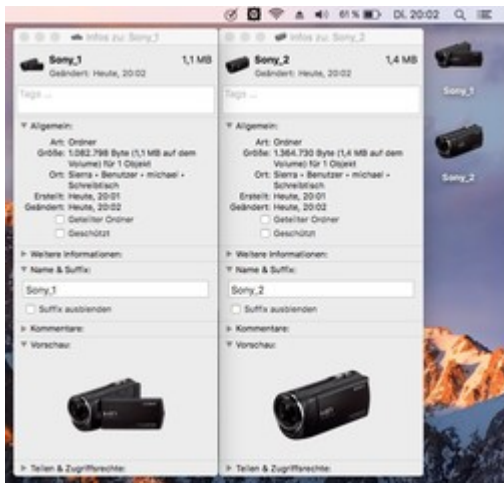 61 % Di. 20:02
Infos zu: Sony_1
Sony_1 1,1 MB
Geändert: Heute, 20:02
Tags ...
Allgemein:
Art: Ordner
Größe: 1.082.798 Byte (1,1 MB auf dem
Volume) für 1 Objekt
Ort: Sierra • Benutzer • michael •
Schreibtisch
Erstellt: Heute, 20:01
Geändert: Heute, 20:02
Geteilter Ordner
Geschützt
Weitere Informationen:
Name & Suffix:
Sony_1
Suffix ausblenden
Kommentare:
Vorschau:
Teilen & Zugriffsrechte:
Infos zu: Sony_2
Sony_2 1,4 MB
Geändert: Heute, 20:02
Tags ...
Allgemein:
Art: Ordner
Größe: 1.364.730 Byte (1,4 MB auf dem
Volume) für 1 Objekt
Ort: Sierra • Benutzer • michael •
Schreibtisch
Erstellt: Heute, 20:01
Geändert: Heute, 20:02
Geteilter Ordner
Geschützt
Weitere Informationen:
Name & Suffix:
Sony_2
Suffix ausblenden
Kommentare:
Vorschau:
Teilen & Zugriffsrechte:
Sony_1
Sony_2